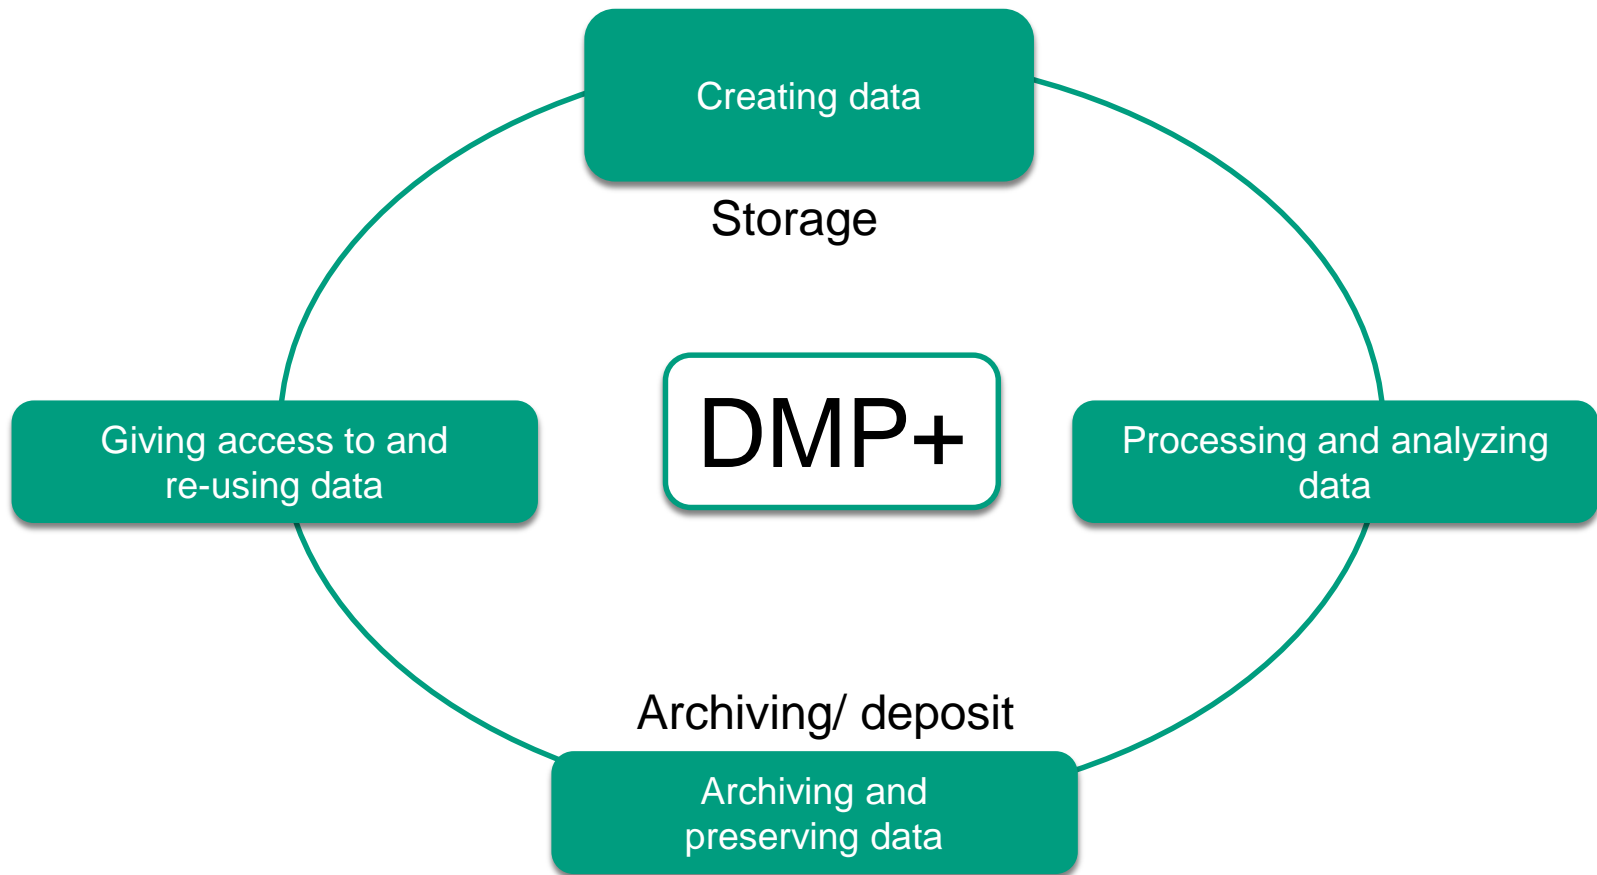 Creating data
Storage
DMP+
Giving access to and
re-using data
Processing and analyzing
data
Archiving/ deposit
Archiving and
preserving data